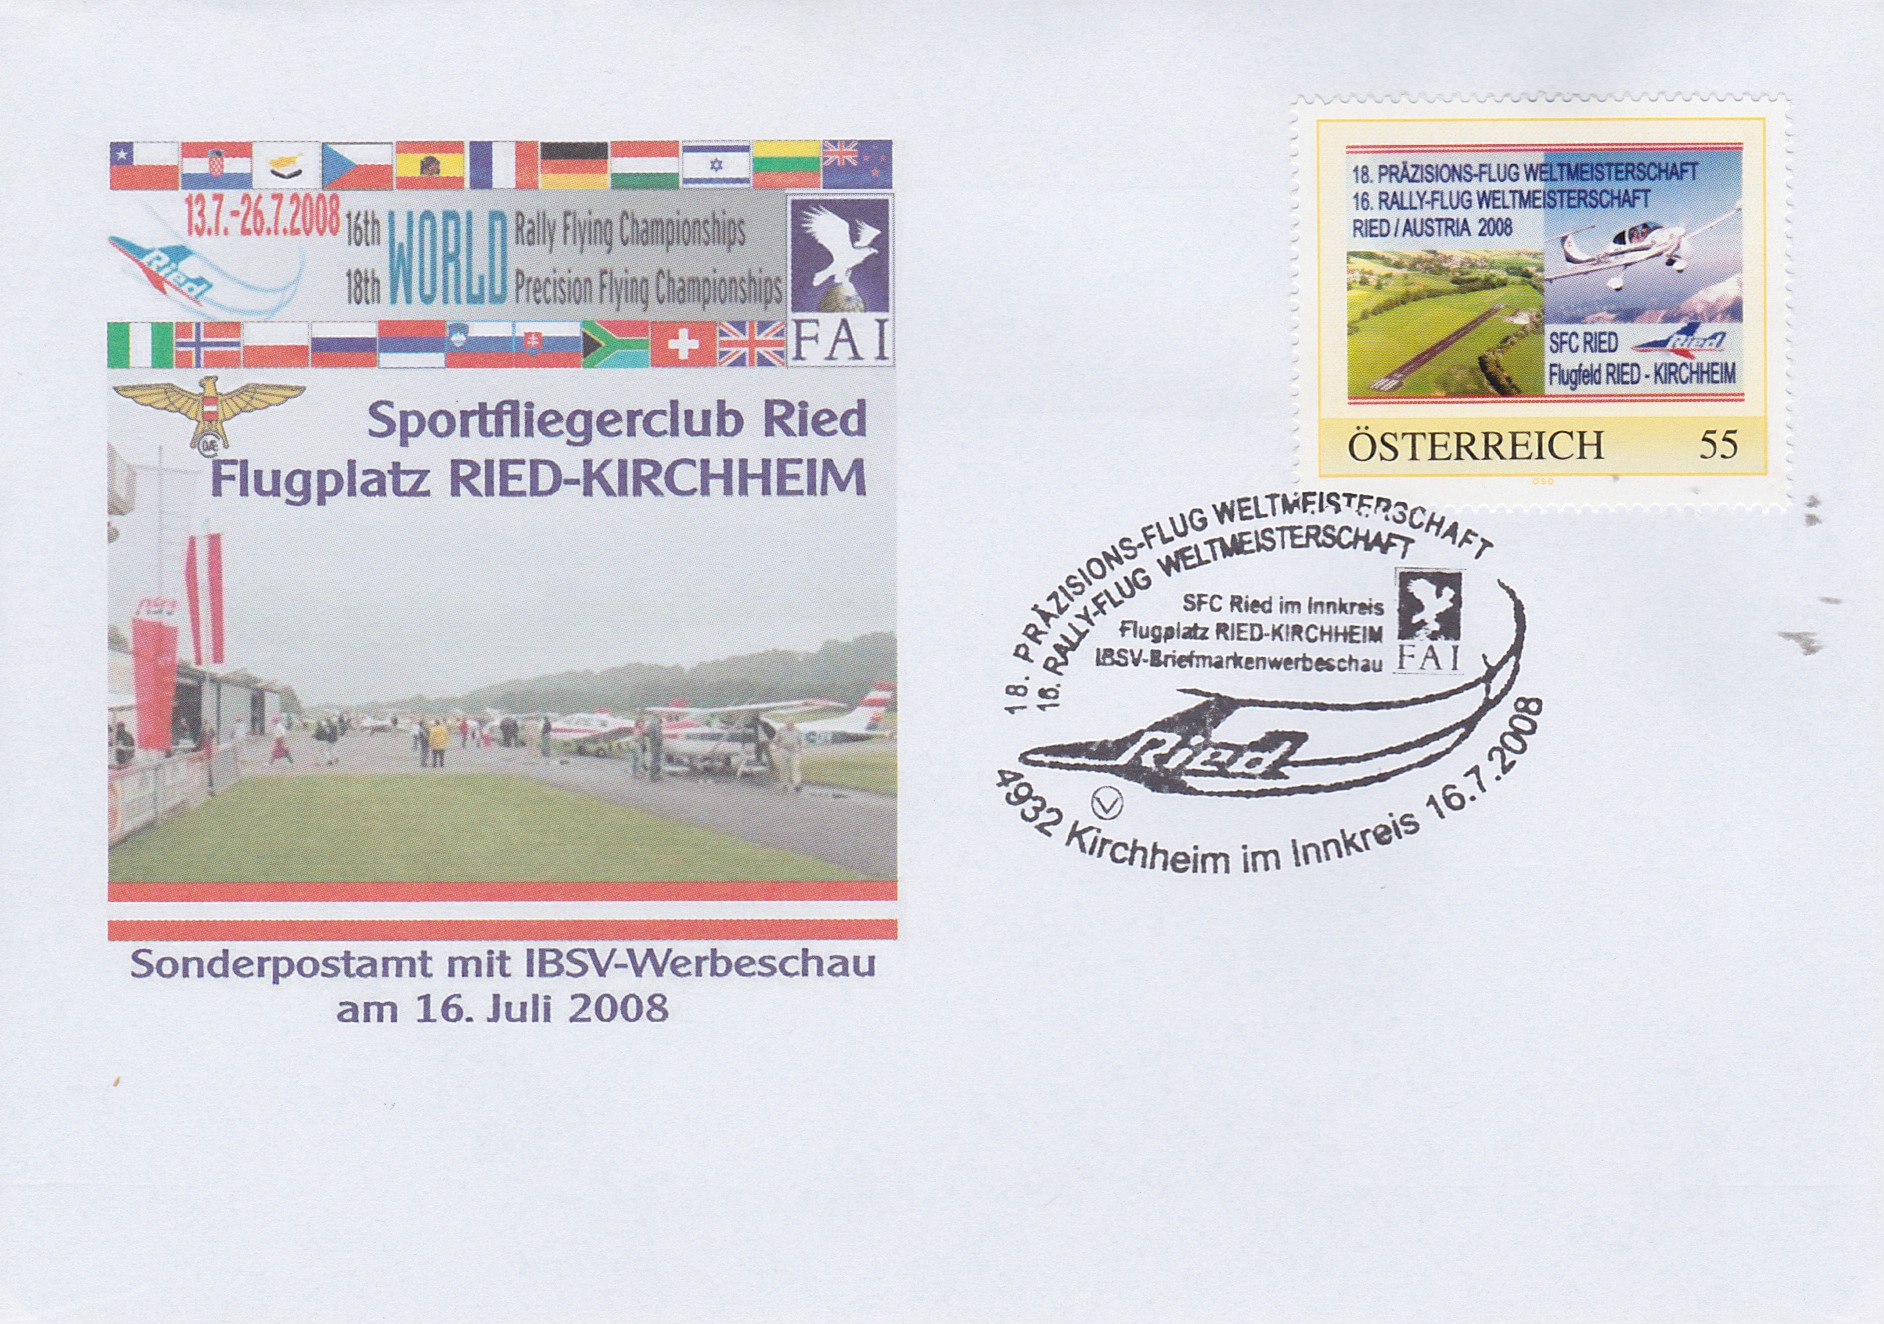 13.7.-26.7.2008
16th WORLD Rally Flying Championships
18th Precision Flying Championships
Ried
FAI
Sportfliegerclub Ried
Flugplatz RIED-KIRCHHEIM
Sonderpostamt mit IBSV-Werbeschau
am 16. Juli 2008
18. PRÄZISIONS-FLUG WELTMEISTERSCHAFT
16. RALLY-FLUG WELTMEISTERSCHAFT
RIED / AUSTRIA 2008
SFC RIED
Ried
Flugfeld RIED - KIRCHHEIM
ÖSTERREICH 55
18. PRÄZISIONS-FLUG WELTMEISTERSCHAFT
16. RALLY-FLUG WELTMEISTERSCHAFT
SFC Ried im Innkreis
Flugplatz RIED-KIRCHHEIM
IBSV-Briefmarkenwerbeschau
FAI
Ried
4932 Kirchheim im Innkreis 16.7.2008